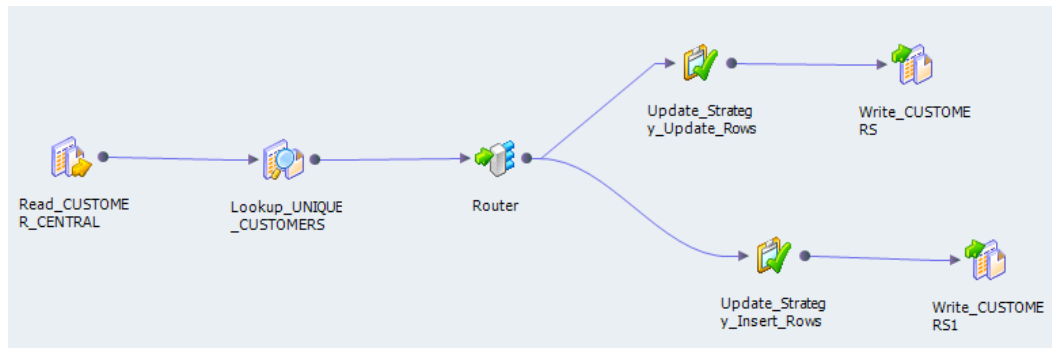 Update_Strateg
y_Update_Rows
Write_CUSTOME
RS
Read_CUSTOME
R_CENTRAL
Lookup_UNIQUE
_CUSTOMERS
Router
Update_Strateg
y_Insert_Rows
Write_CUSTOME
RS1